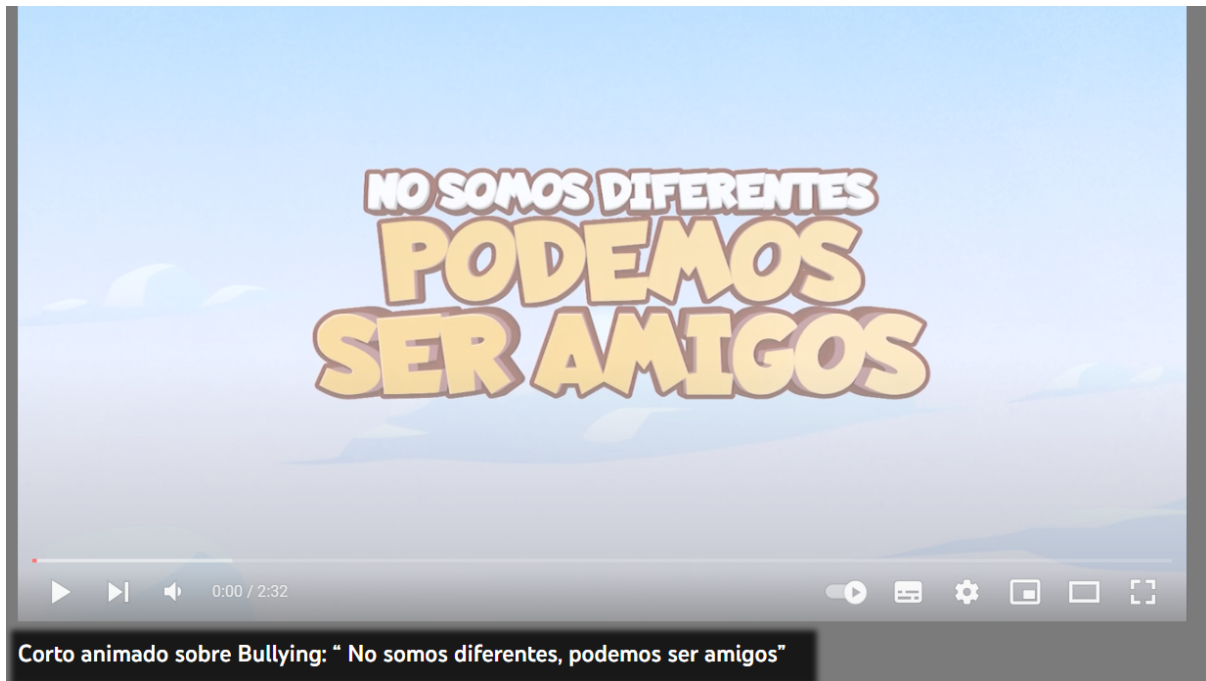 NO SOMOS DIFERENTES
PODEMOS
SER AMIGOS
0:00 / 2:32
Corto animado sobre Bullying: “ No somos diferentes, podemos ser amigos”